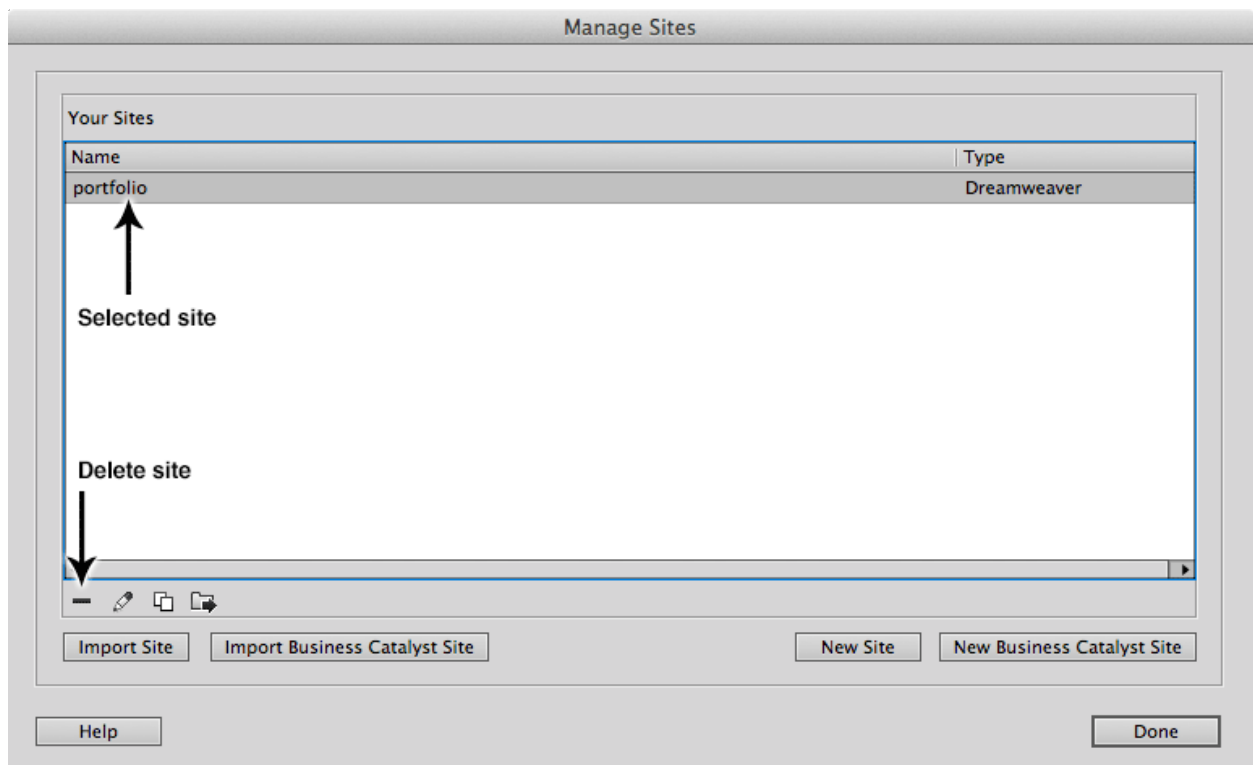 Manage Sites
Your Sites
Name Type
portfolio Dreamweaver
Selected site
Delete site
Import Site Import Business Catalyst Site New Site New Business Catalyst Site
Help Done